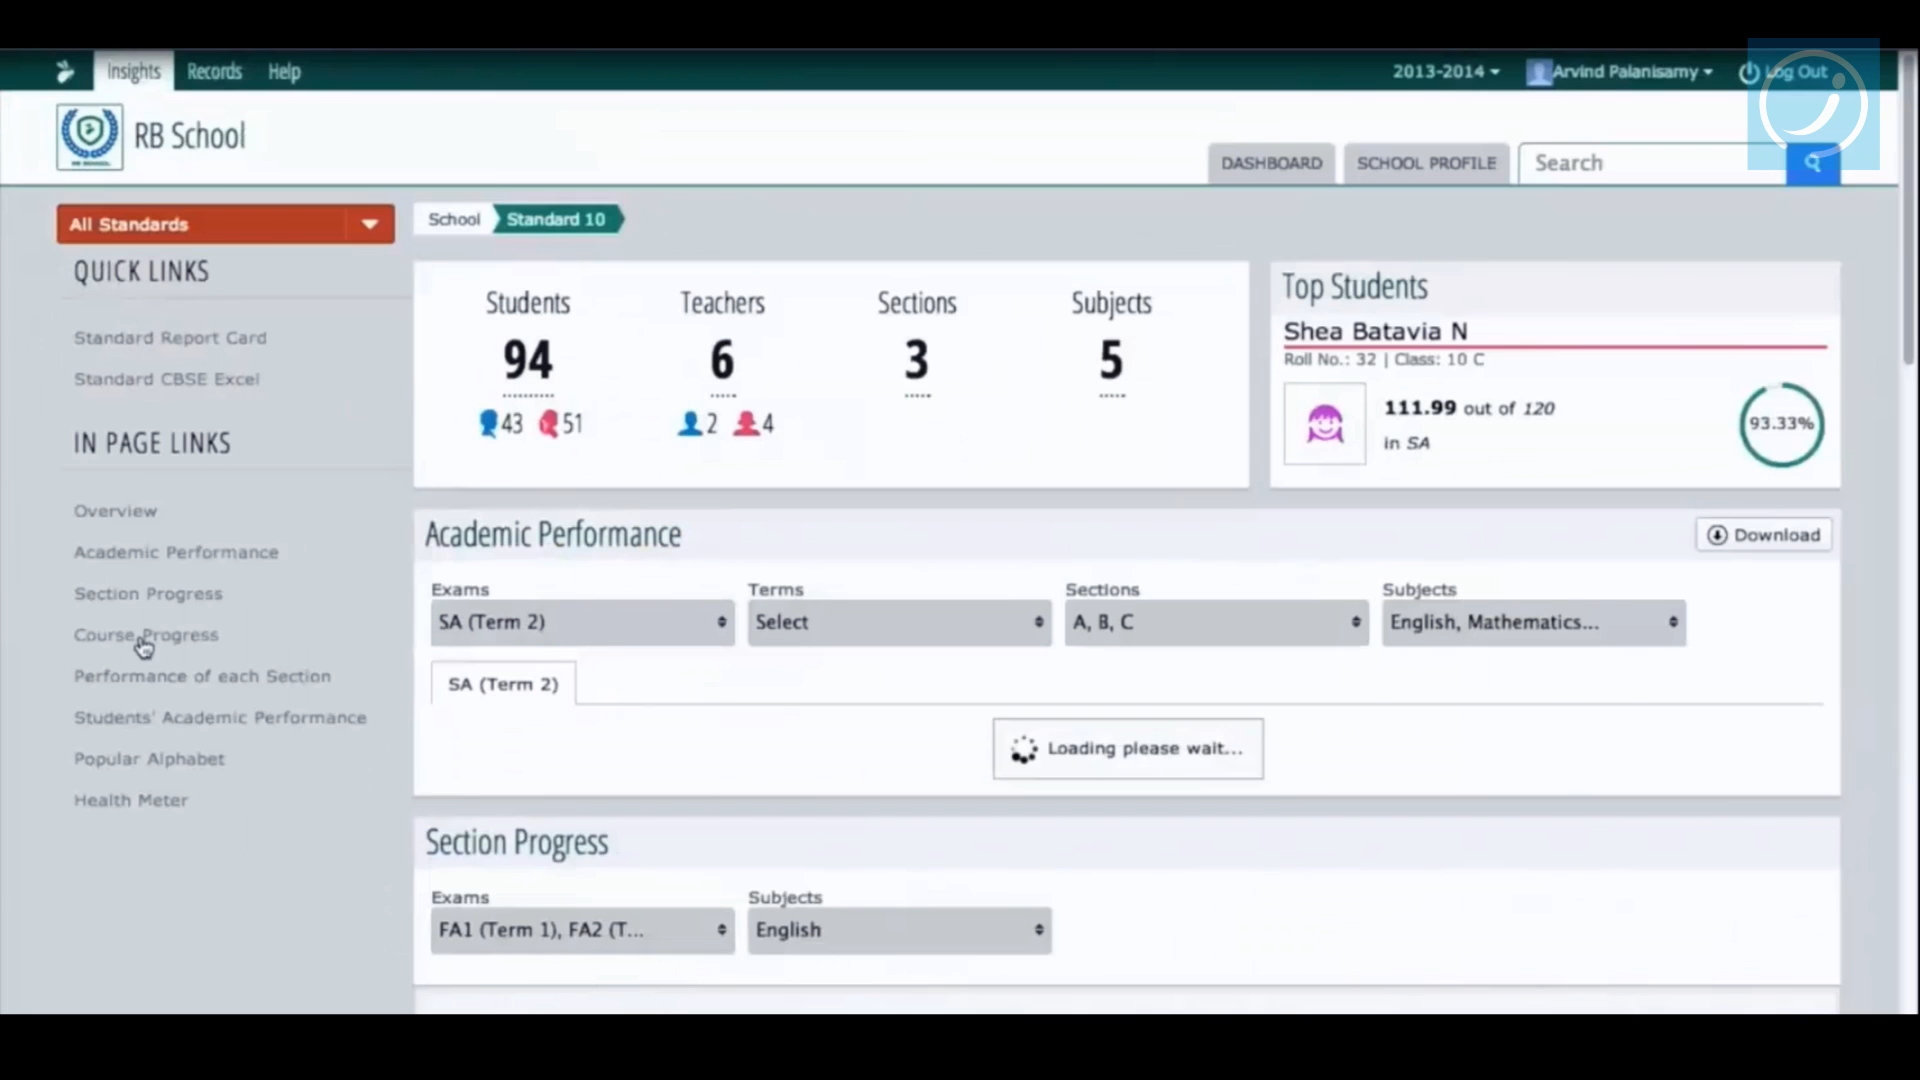 Insights Records Help
2013-2014 Arvind Palanisamy Log Out
RB SCHOOL
RB School
DASHBOARD SCHOOL PROFILE Search
All Standards
School Standard 10
QUICK LINKS
Standard Report Card
Standard CBSE Excel
IN PAGE LINKS
Overview
Academic Performance
Section Progress
Course Progress
Performance of each Section
Students' Academic Performance
Popular Alphabet
Health Meter
Students Teachers Sections Subjects
94 6 3 5
43 51 2 4
Top Students
Shea Batavia N
Roll No.: 32 | Class: 10 C
111.99 out of 120
in SA
93.33%
Academic Performance
Download
Exams Terms Sections Subjects
SA (Term 2) Select A, B, C English, Mathematics...
SA (Term 2)
Loading please wait...
Section Progress
Exams Subjects
FA1 (Term 1), FA2 (T... English